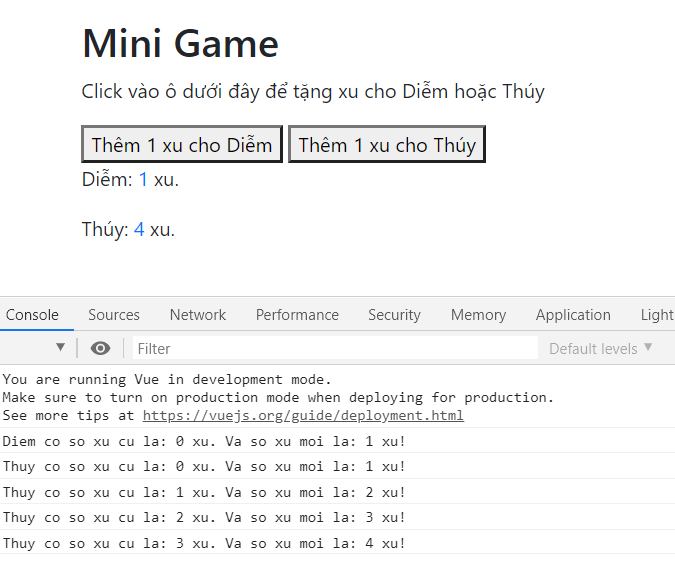 Mini Game
Click vào ô dưới đây để tặng xu cho Diễm hoặc Thúy
Thêm 1 xu cho Diễm Thêm 1 xu cho Thúy
Diễm: 1 xu.
Thúy: 4 xu.
Console Sources Network Performance Security Memory Application Light
Filter Default levels ▼
You are running Vue in development mode.
Make sure to turn on production mode when deploying for production.
See more tips at https://vuejs.org/guide/deployment.html
Diem co so xu cu la: 0 xu. Va so xu moi la: 1 xu!
Thuy co so xu cu la: 0 xu. Va so xu moi la: 1 xu!
Thuy co so xu cu la: 1 xu. Va so xu moi la: 2 xu!
Thuy co so xu cu la: 2 xu. Va so xu moi la: 3 xu!
Thuy co so xu cu la: 3 xu. Va so xu moi la: 4 xu!